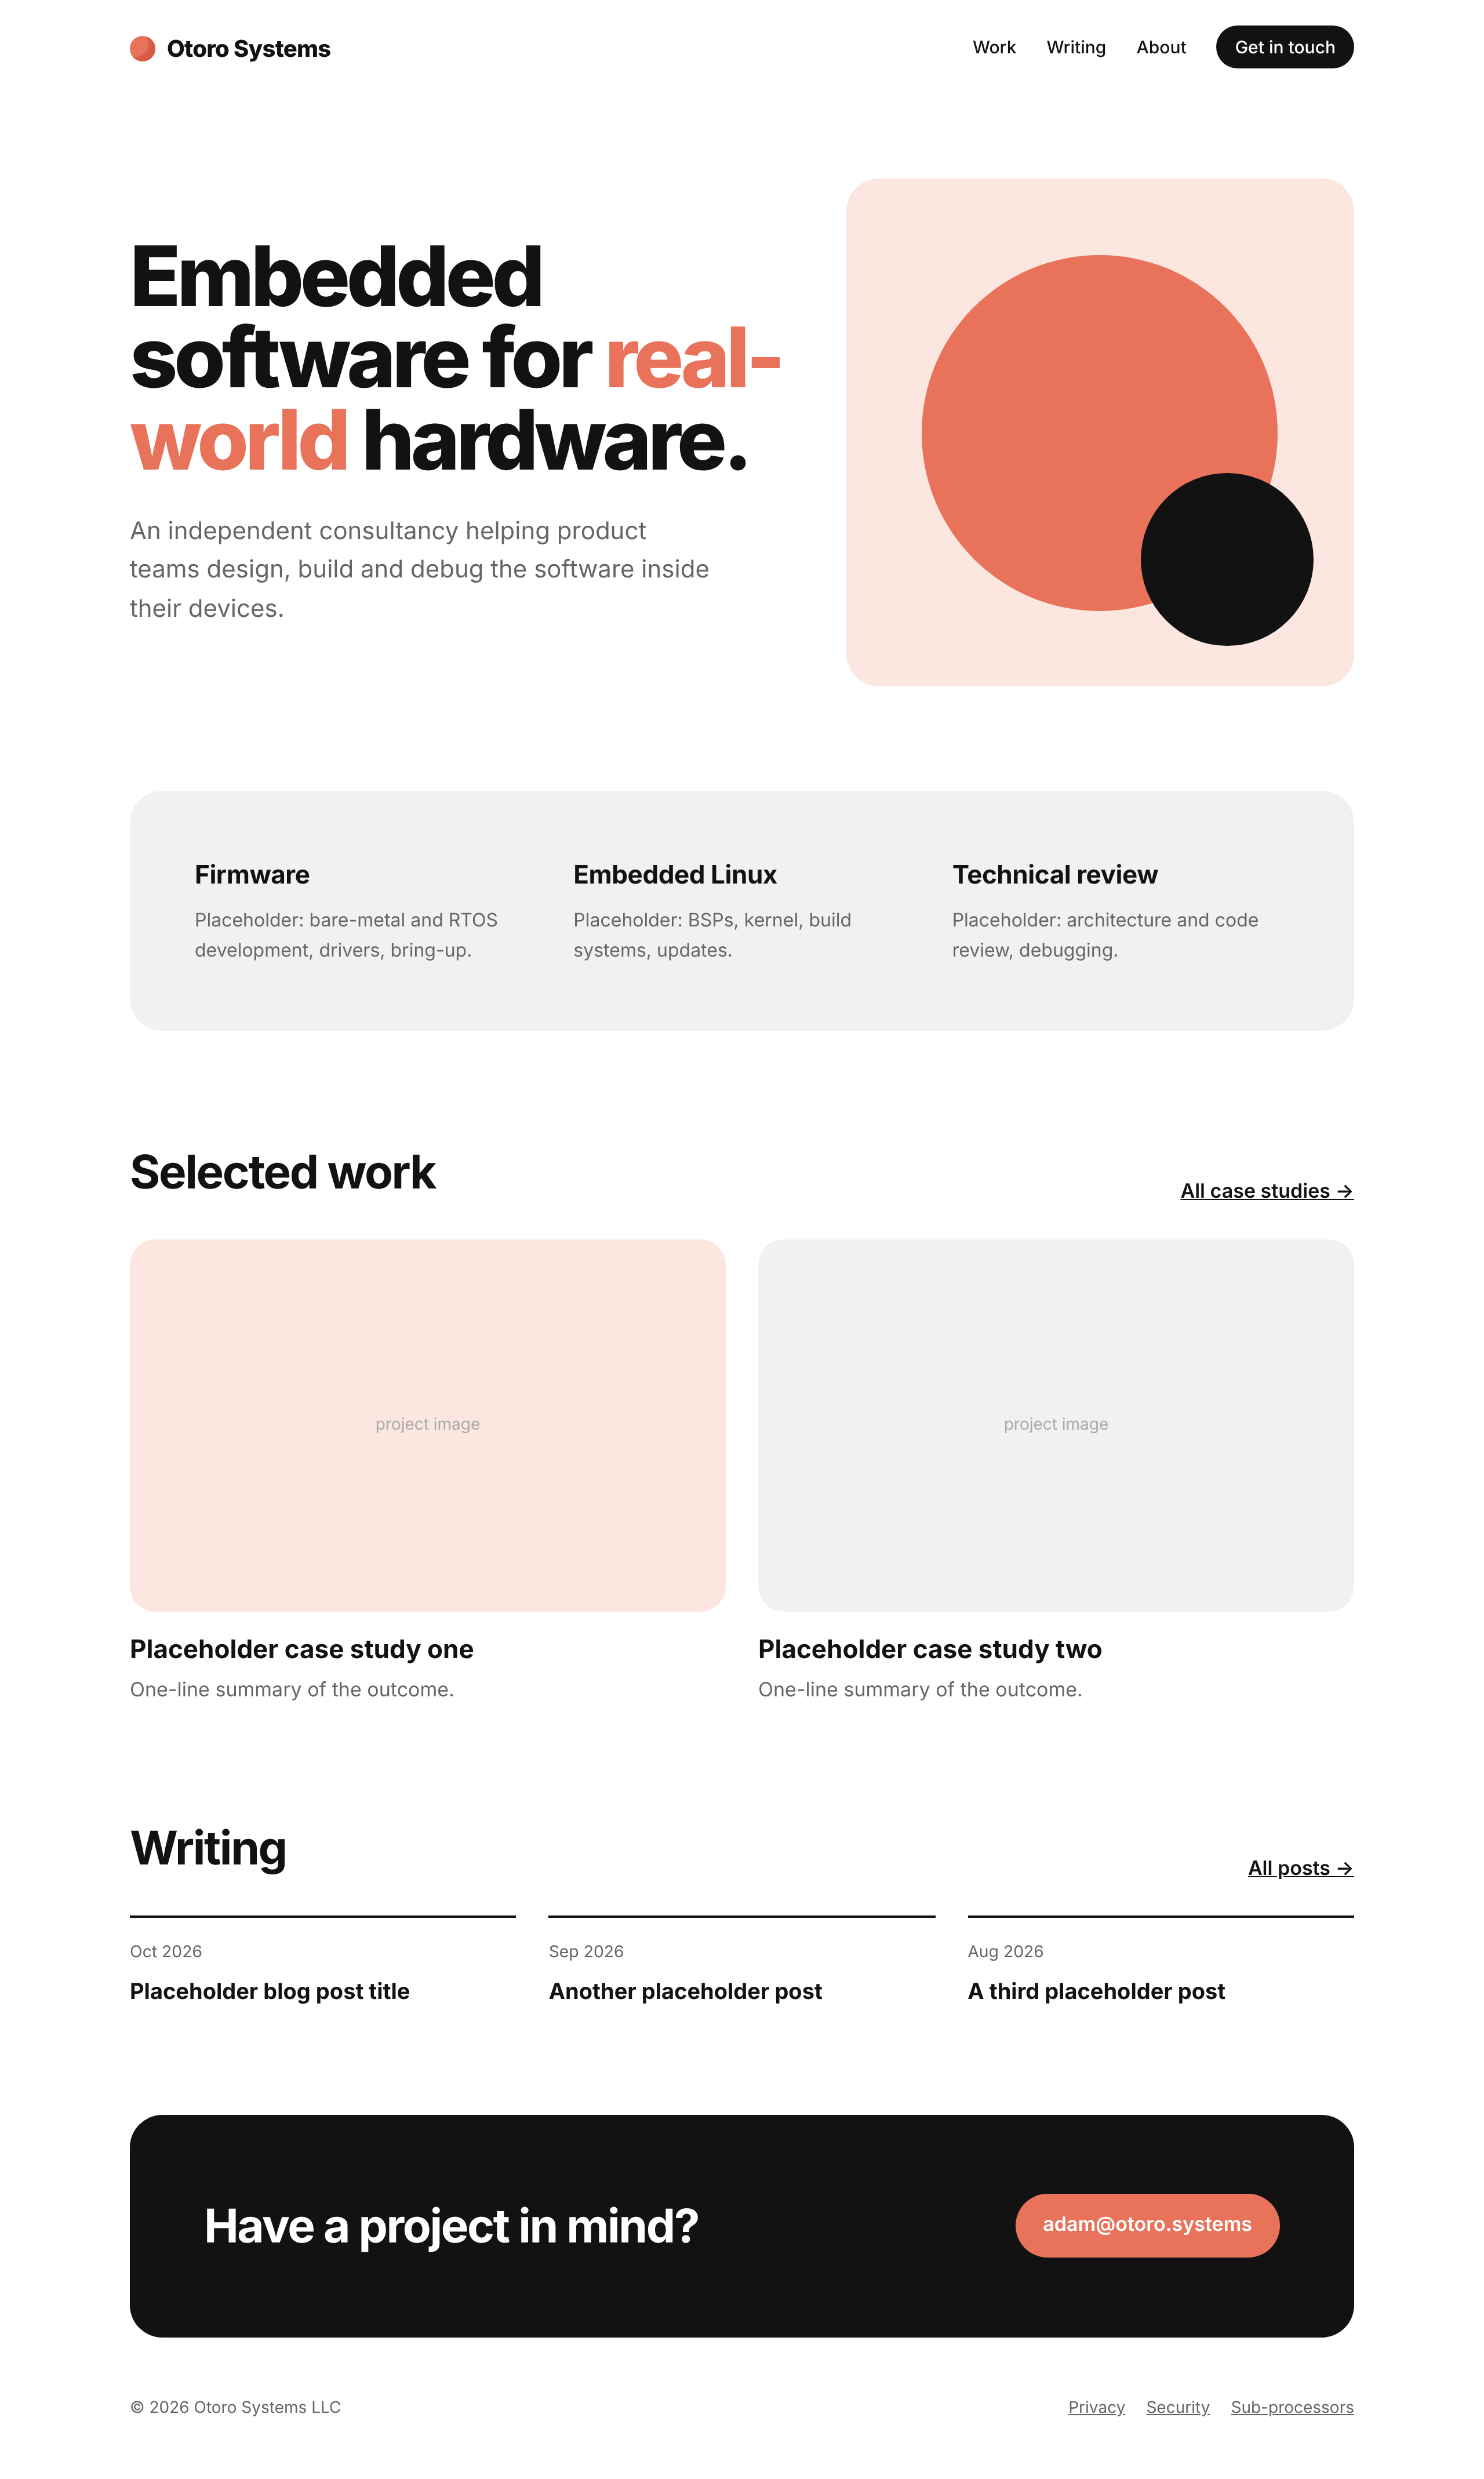 Otoro Systems
Work Writing About Get in touch
Embedded
software for real-
world hardware.
An independent consultancy helping product
teams design, build and debug the software inside
their devices.
Firmware
Placeholder: bare-metal and RTOS
development, drivers, bring-up.
Embedded Linux
Placeholder: BSPs, kernel, build
systems, updates.
Technical review
Placeholder: architecture and code
review, debugging.
Selected work
All case studies →
project image
Placeholder case study one
One-line summary of the outcome.
project image
Placeholder case study two
One-line summary of the outcome.
Writing
All posts →
Oct 2026
Placeholder blog post title
Sep 2026
Another placeholder post
Aug 2026
A third placeholder post
Have a project in mind?
adam@otoro.systems
© 2026 Otoro Systems LLC
Privacy Security Sub-processors